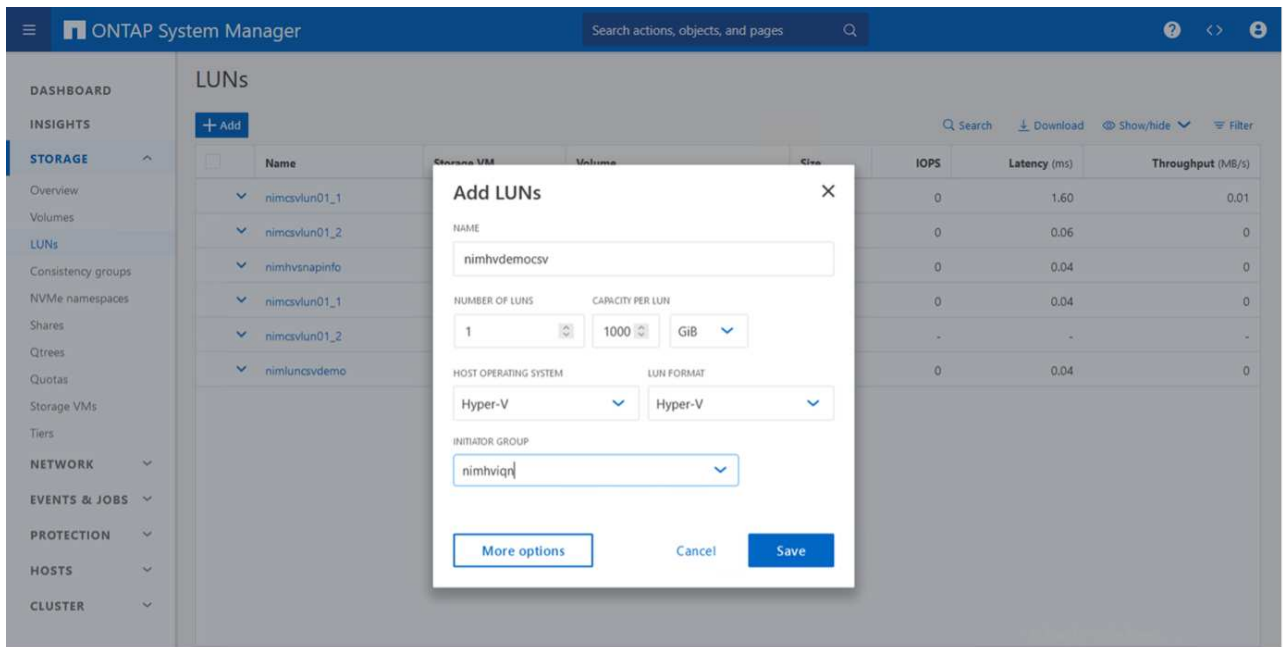 ONTAP System Manager
Search actions, objects, and pages
DASHBOARD
INSIGHTS
STORAGE
Overview
Volumes
LUNs
Consistency groups
NVMe namespaces
Shares
Qtrees
Quotas
Storage VMs
Tiers
NETWORK
EVENTS & JOBS
PROTECTION
HOSTS
CLUSTER
LUNs
+ Add
Search Download Show/hide Filter
Name Storage VM Volume Size IOPS Latency (ms) Throughput (MB/s)
nimcsvlun01_1 0 1.60 0.01
nimcsvlun01_2 0 0.06 0
nimhvsnapinfo 0 0.04 0
nimcsvlun01_1 0 0.04 0
nimcsvlun01_2 - - -
nimluncsvdemo 0 0.04 0
Add LUNs
NAME
nimhvdemocsv
NUMBER OF LUNS CAPACITY PER LUN
1 1000 GiB
HOST OPERATING SYSTEM LUN FORMAT
Hyper-V Hyper-V
INITIATOR GROUP
nimhviqn
More options Cancel Save